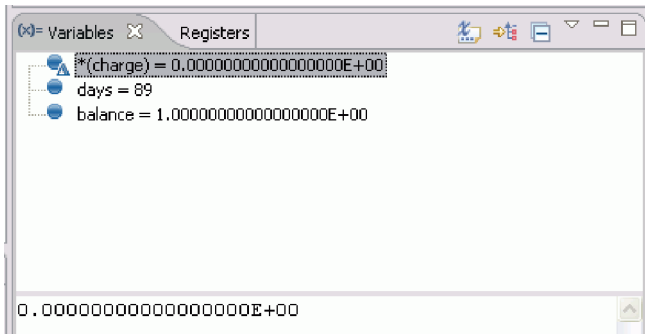 (x)= Variables Registers
*(charge) = 0.00000000000000000E+00
days = 89
balance = 1.00000000000000000E+00
0.00000000000000000E+00